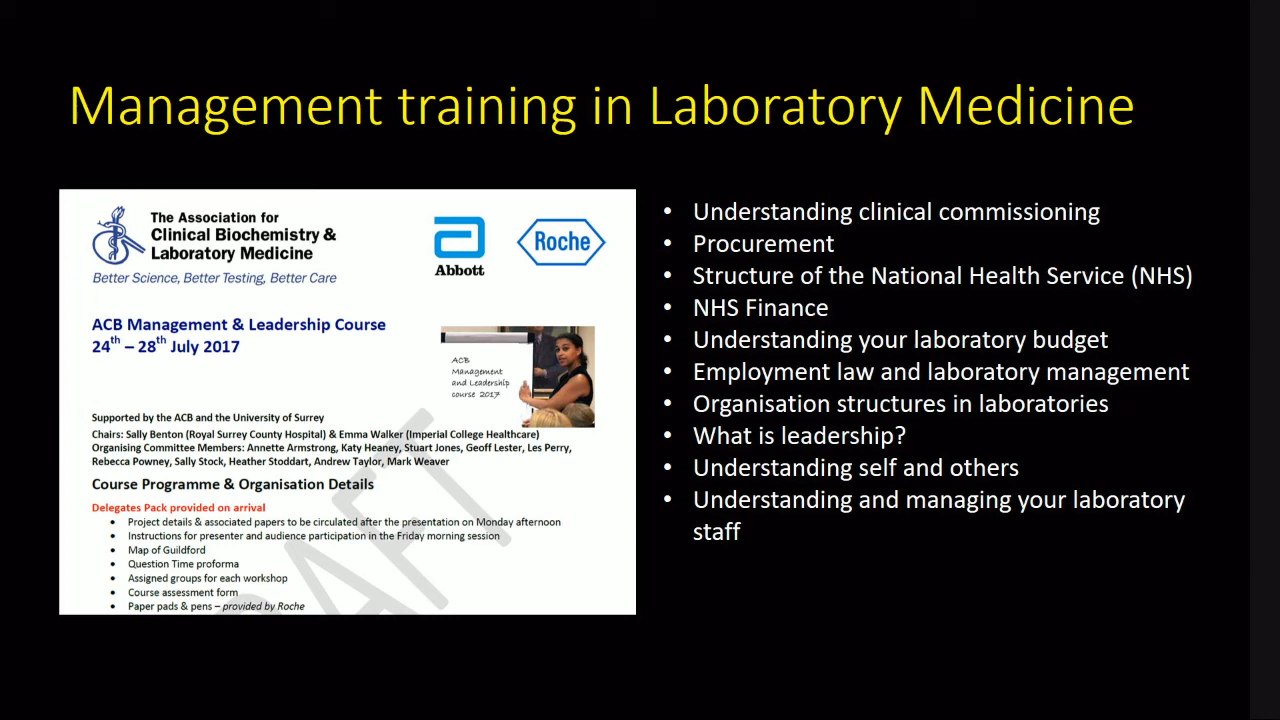 Management training in Laboratory Medicine
The Association for
Clinical Biochemistry &
Laboratory Medicine
Better Science, Better Testing, Better Care
Abbott
Roche
ACB Management & Leadership Course
24th – 28th July 2017
ACB
Management
and Leadership
course 2017
Supported by the ACB and the University of Surrey
Chairs: Sally Benton (Royal Surrey County Hospital) & Emma Walker (Imperial College Healthcare)
Organising Committee Members: Annette Armstrong, Katy Heaney, Stuart Jones, Geoff Lester, Les Perry,
Rebecca Powney, Sally Stock, Heather Stoddart, Andrew Taylor, Mark Weaver
Course Programme & Organisation Details
Delegates Pack provided on arrival
• Project details & associated papers to be circulated after the presentation on Monday afternoon
• Instructions for presenter and audience participation in the Friday morning session
• Map of Guildford
• Question Time proforma
• Assigned groups for each workshop
• Course assessment form
• Paper pads & pens – provided by Roche
• Understanding clinical commissioning
• Procurement
• Structure of the National Health Service (NHS)
• NHS Finance
• Understanding your laboratory budget
• Employment law and laboratory management
• Organisation structures in laboratories
• What is leadership?
• Understanding self and others
• Understanding and managing your laboratory
staff